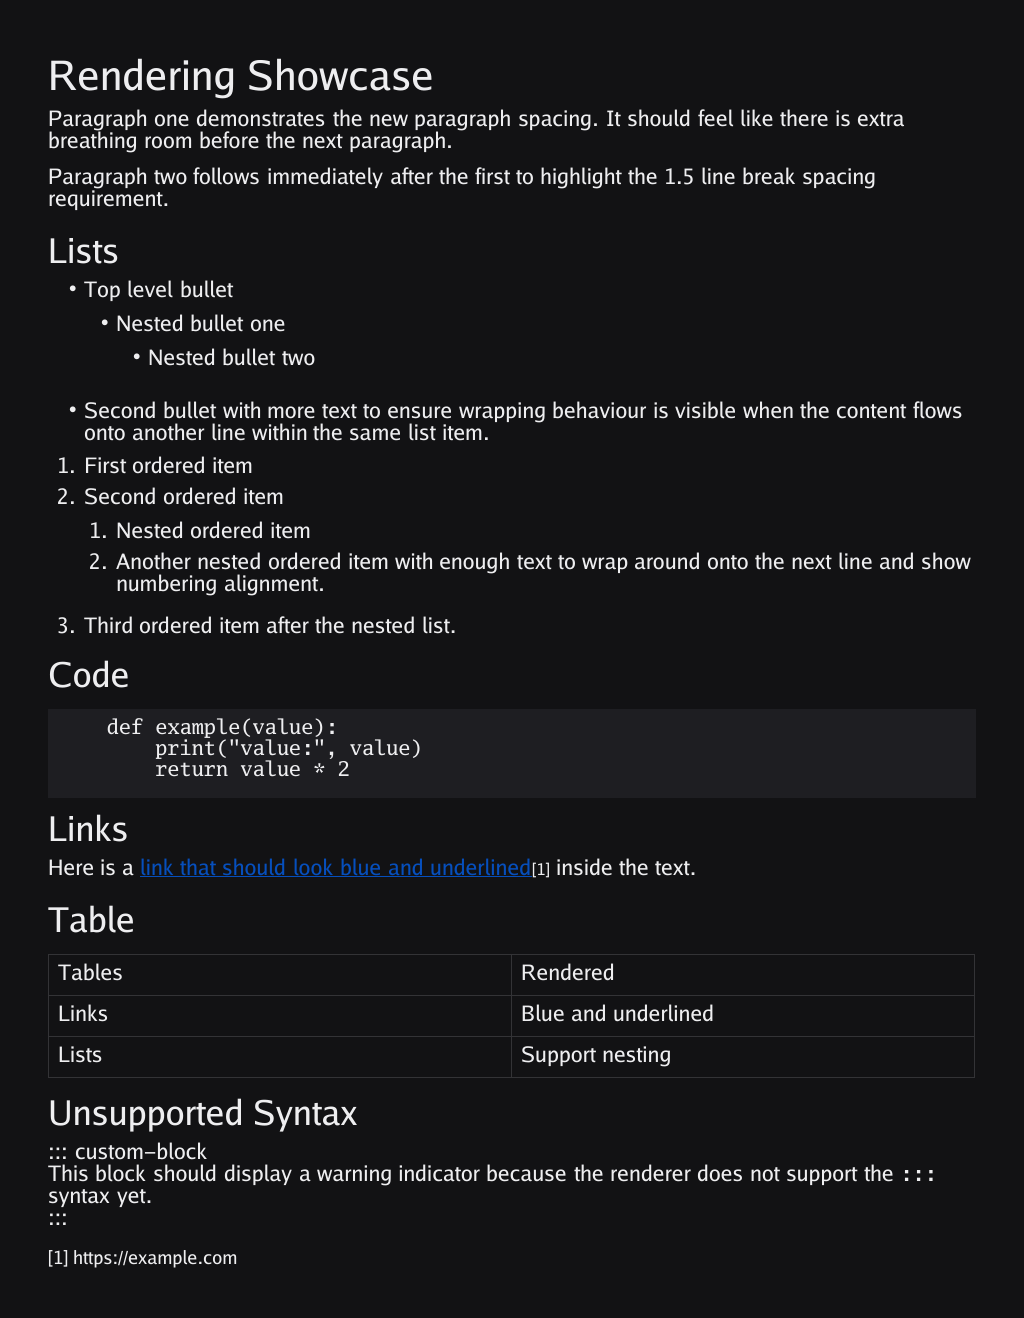 Rendering Showcase
Paragraph one demonstrates the new paragraph spacing. It should feel like there is extra
breathing room before the next paragraph.
Paragraph two follows immediately after the first to highlight the 1.5 line break spacing
requirement.
Lists
• Top level bullet
• Nested bullet one
• Nested bullet two
• Second bullet with more text to ensure wrapping behaviour is visible when the content flows
onto another line within the same list item.
1. First ordered item
2. Second ordered item
1. Nested ordered item
2. Another nested ordered item with enough text to wrap around onto the next line and show
numbering alignment.
3. Third ordered item after the nested list.
Code
def example(value):
    print("value:", value)
    return value * 2
Links
Here is a link that should look blue and underlined[1] inside the text.
Table
Tables Rendered
Links Blue and underlined
Lists Support nesting
Unsupported Syntax
::: custom-block
This block should display a warning indicator because the renderer does not support the :::
syntax yet.
:::
[1] https://example.com